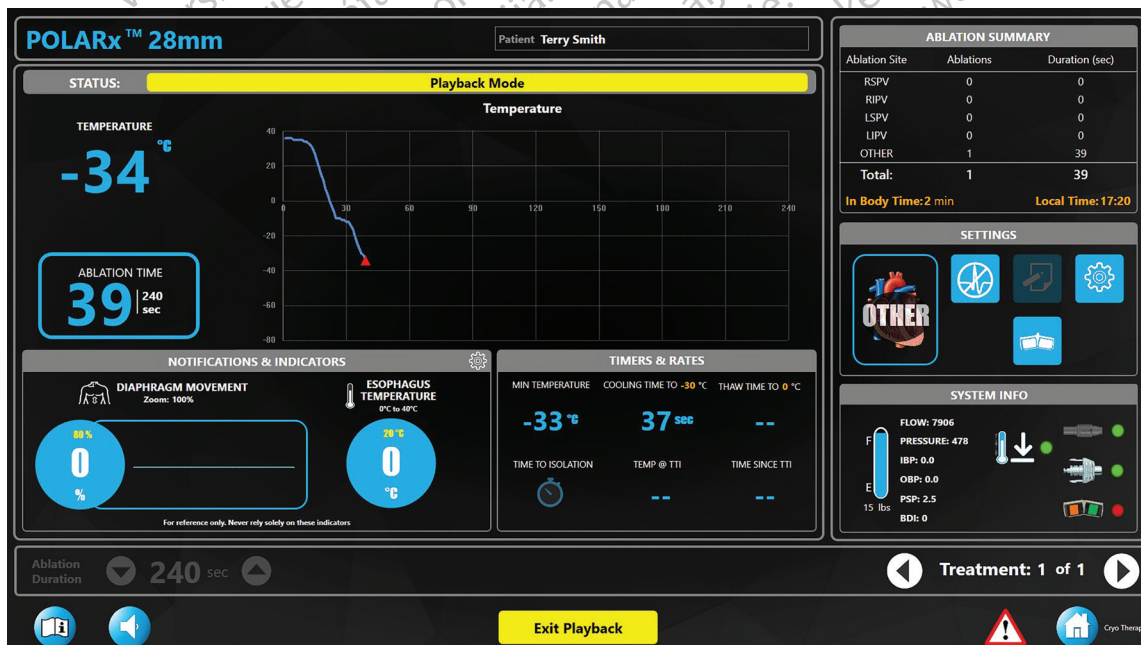 POLARx™ 28mm
Patient Terry Smith
STATUS:
Playback Mode
TEMPERATURE
-34 °C
ABLATION TIME
39 240 sec
Temperature
40
20
0
-20
-40
-60
-80
0 30 60 90 120 150 180 210 240
NOTIFICATIONS & INDICATORS
DIAPHRAGM MOVEMENT
Zoom: 100%
80 %
0
%
ESOPHAGUS
TEMPERATURE
0°C to 40°C
20 °C
0
°C
For reference only. Never rely solely on these indicators
TIMERS & RATES
MIN TEMPERATURE COOLING TIME TO -30 °C THAW TIME TO 0 °C
-33 °C 37 sec --
TIME TO ISOLATION TEMP @ TTI TIME SINCE TTI
-- --
ABLATION SUMMARY
Ablation Site Ablations Duration (sec)
RSPV 0 0
RIPV 0 0
LSPV 0 0
LIPV 0 0
OTHER 1 39
Total: 1 39
In Body Time: 2 min Local Time: 17:20
SETTINGS
OTHER
SYSTEM INFO
F
E
15 lbs
FLOW: 7906
PRESSURE: 478
IBP: 0.0
OBP: 0.0
PSP: 2.5
BDI: 0
Ablation
Duration
240 sec
Treatment: 1 of 1
Exit Playback
Cryo Therap